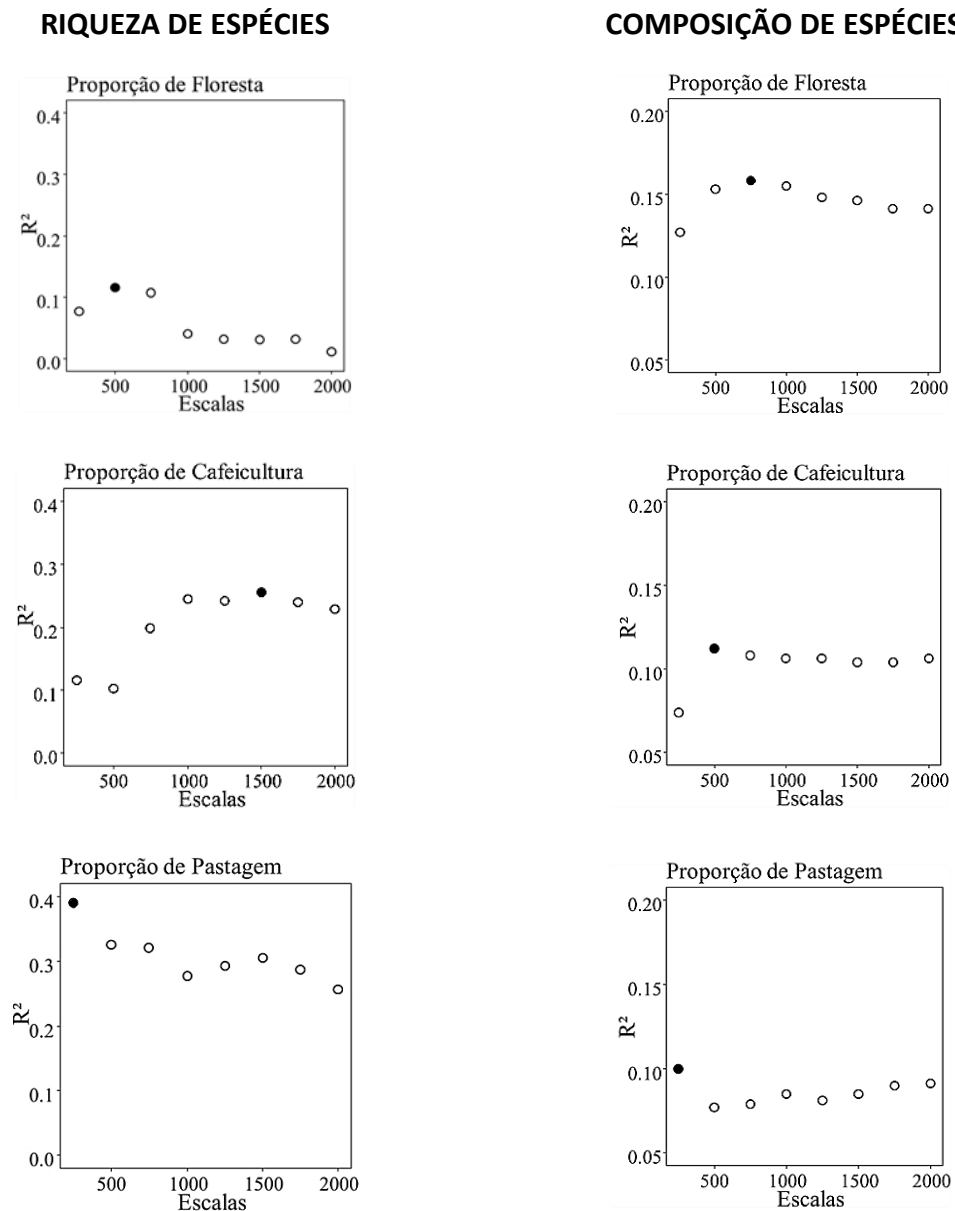 RIQUEZA DE ESPÉCIES
COMPOSIÇÃO DE ESPÉCIES
Proporção de Floresta
0.4
0.3
0.2
0.1
0.0
R²
500 1000 1500 2000
Escalas
Proporção de Floresta
0.20
0.15
0.10
0.05
R²
500 1000 1500 2000
Escalas
Proporção de Cafeicultura
0.4
0.3
0.2
0.1
0.0
R²
500 1000 1500 2000
Escalas
Proporção de Cafeicultura
0.20
0.15
0.10
0.05
R²
500 1000 1500 2000
Escalas
Proporção de Pastagem
0.4
0.3
0.2
0.1
0.0
R²
500 1000 1500 2000
Escalas
Proporção de Pastagem
0.20
0.15
0.10
0.05
R²
500 1000 1500 2000
Escalas